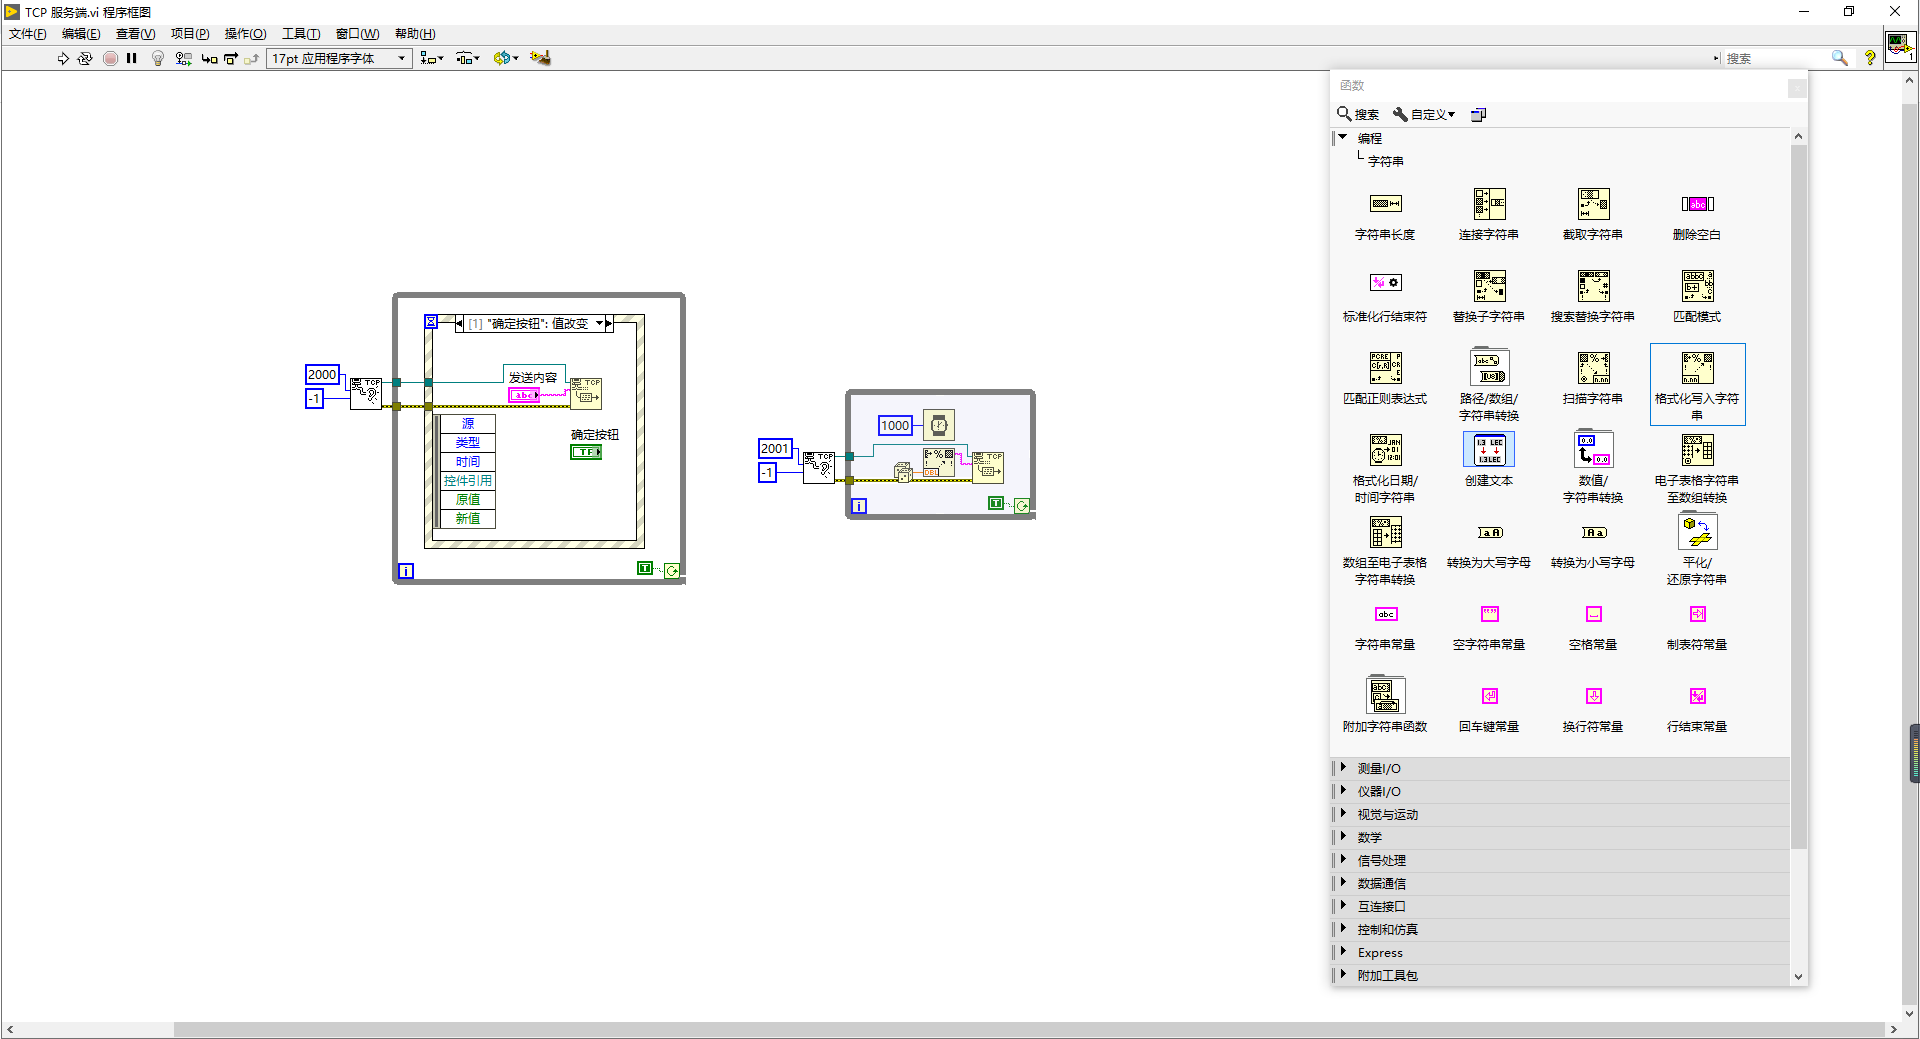 TCP 服务端.vi 程序框图
文件(F) 编辑(E) 查看(V) 项目(P) 操作(O) 工具(T) 窗口(W) 帮助(H)
17pt 应用程序字体
搜索
?
1
[1] "确定按钮": 值改变
2000
-1
TCP
发送内容
abc
TCP
源
类型
时间
控件引用
原值
新值
确定按钮
TF
i
T
2001
-1
TCP
1000
DBL
TCP
i
T
函数
搜索 自定义
编程
字符串
字符串长度 连接字符串 截取字符串 删除空白
标准化行结束符 替换子字符串 搜索替换字符串 匹配模式
匹配正则表达式 路径/数组/ 扫描字符串 格式化写入字符
字符串转换 串
格式化日期/ 创建文本 数值/ 电子表格字符串
时间字符串 字符串转换 至数组转换
数组至电子表格 转换为大写字母 转换为小写字母 平化/
字符串转换 还原字符串
字符串常量 空字符串常量 空格常量 制表符常量
附加字符串函数 回车键常量 换行符常量 行结束常量
测量I/O
仪器I/O
视觉与运动
数学
信号处理
数据通信
互连接口
控制和仿真
Express
附加工具包